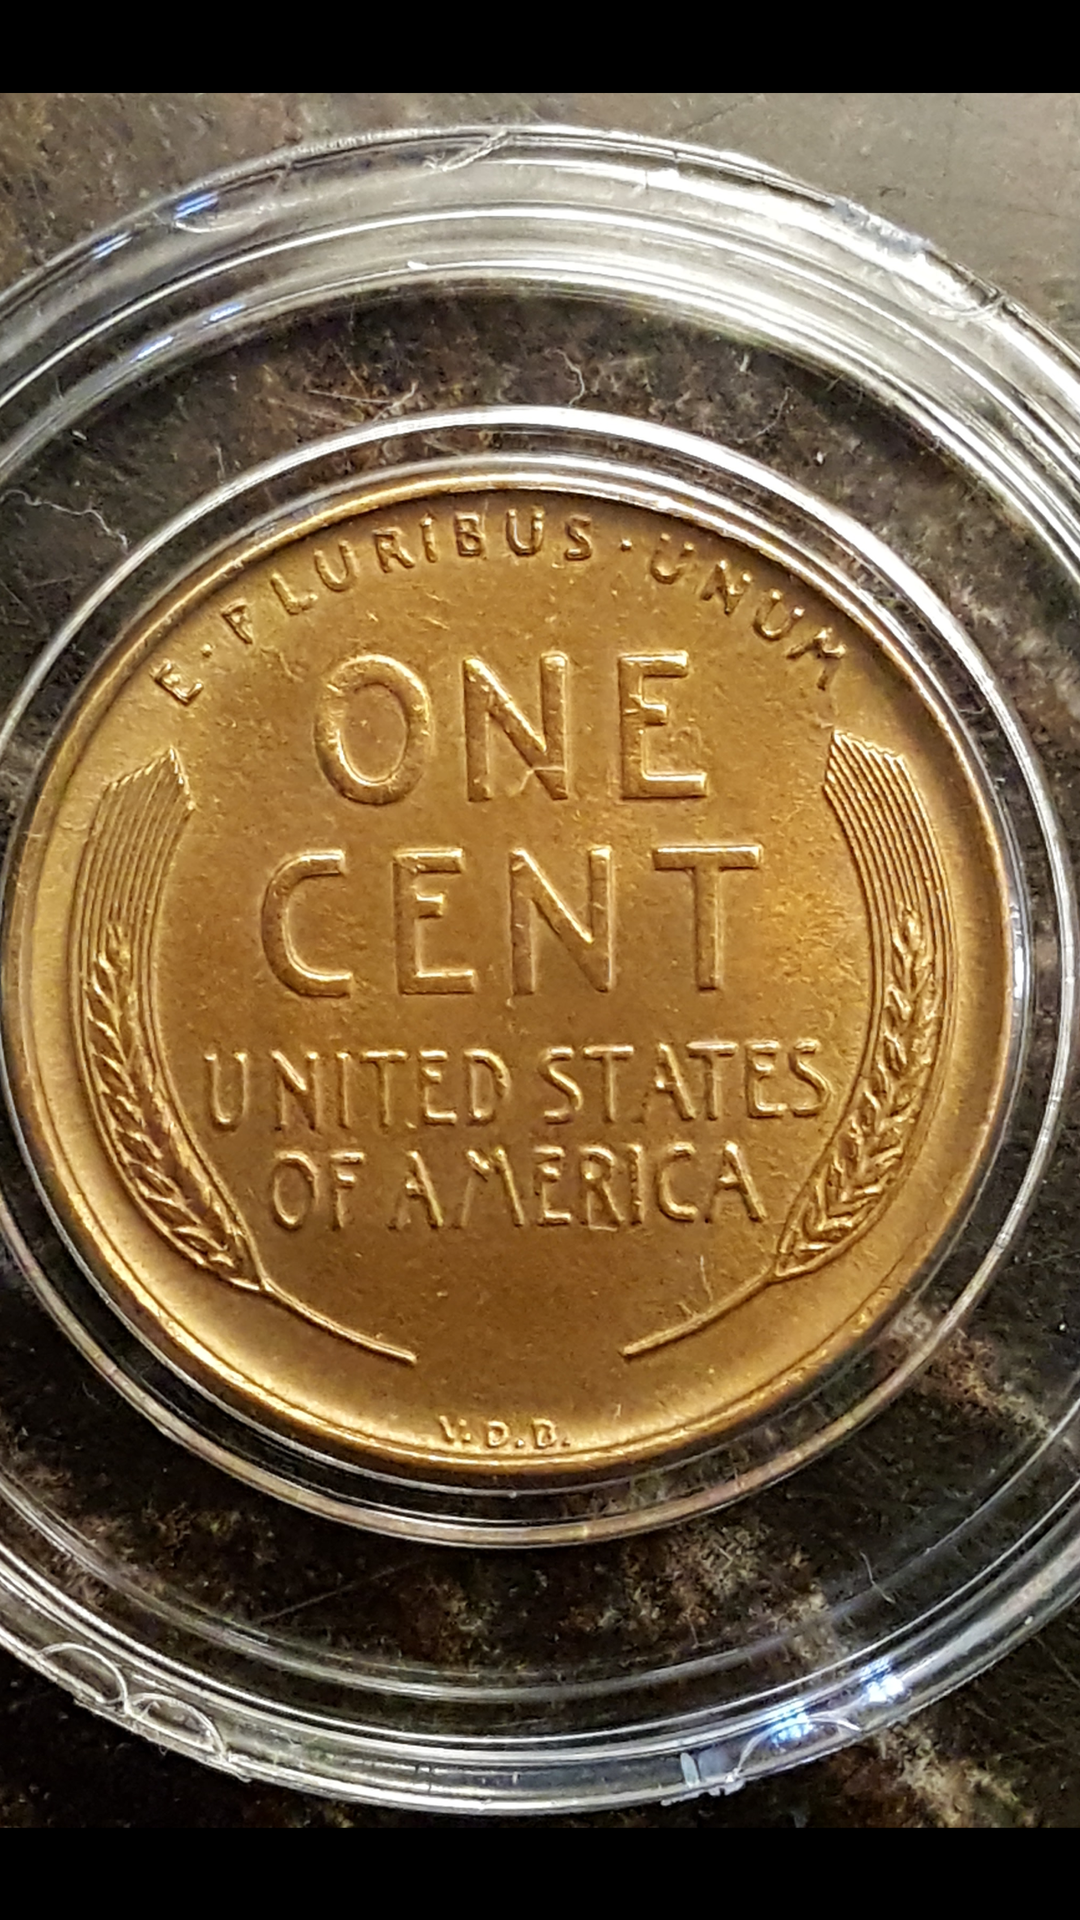 E·PLURIBUS·UNUM
ONE
CENT
UNITED STATES
OF AMERICA
V.D.B.